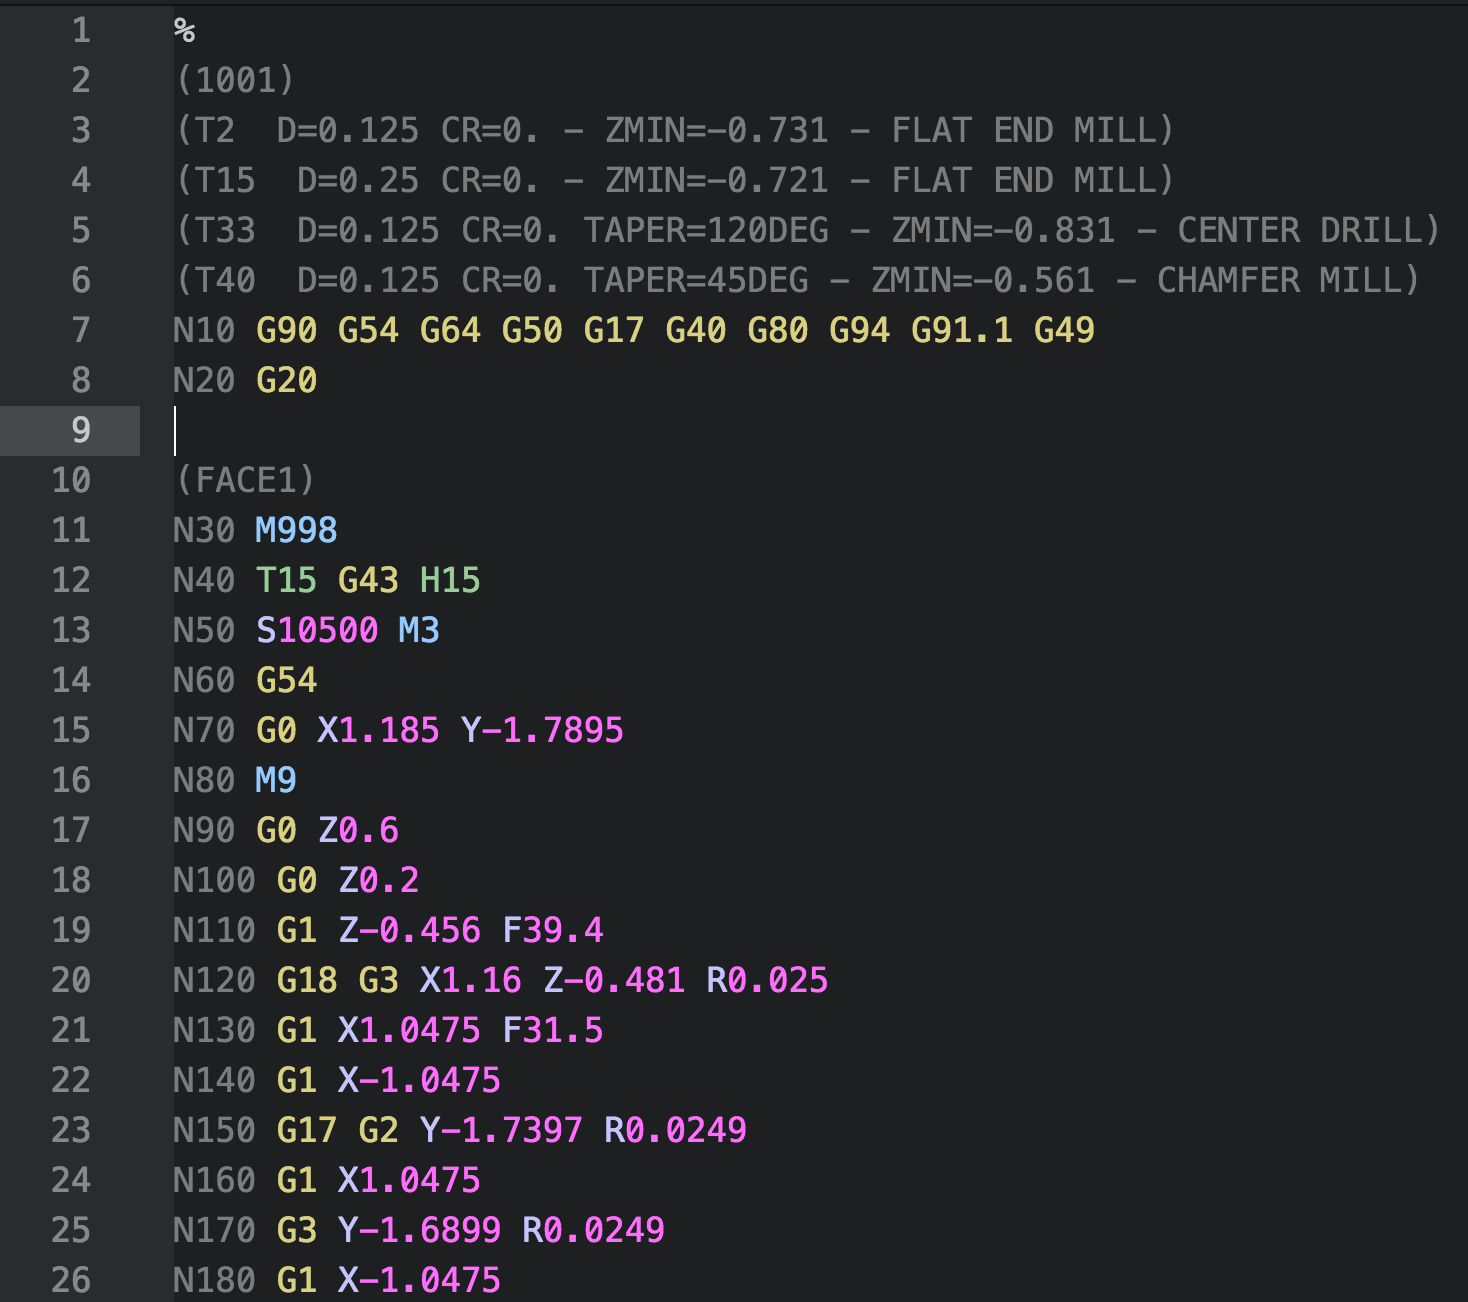 1 %
2 (1001)
3 (T2  D=0.125 CR=0. - ZMIN=-0.731 - FLAT END MILL)
4 (T15  D=0.25 CR=0. - ZMIN=-0.721 - FLAT END MILL)
5 (T33  D=0.125 CR=0. TAPER=120DEG - ZMIN=-0.831 - CENTER DRILL)
6 (T40  D=0.125 CR=0. TAPER=45DEG - ZMIN=-0.561 - CHAMFER MILL)
7 N10 G90 G54 G64 G50 G17 G40 G80 G94 G91.1 G49
8 N20 G20
9
10 (FACE1)
11 N30 M998
12 N40 T15 G43 H15
13 N50 S10500 M3
14 N60 G54
15 N70 G0 X1.185 Y-1.7895
16 N80 M9
17 N90 G0 Z0.6
18 N100 G0 Z0.2
19 N110 G1 Z-0.456 F39.4
20 N120 G18 G3 X1.16 Z-0.481 R0.025
21 N130 G1 X1.0475 F31.5
22 N140 G1 X-1.0475
23 N150 G17 G2 Y-1.7397 R0.0249
24 N160 G1 X1.0475
25 N170 G3 Y-1.6899 R0.0249
26 N180 G1 X-1.0475